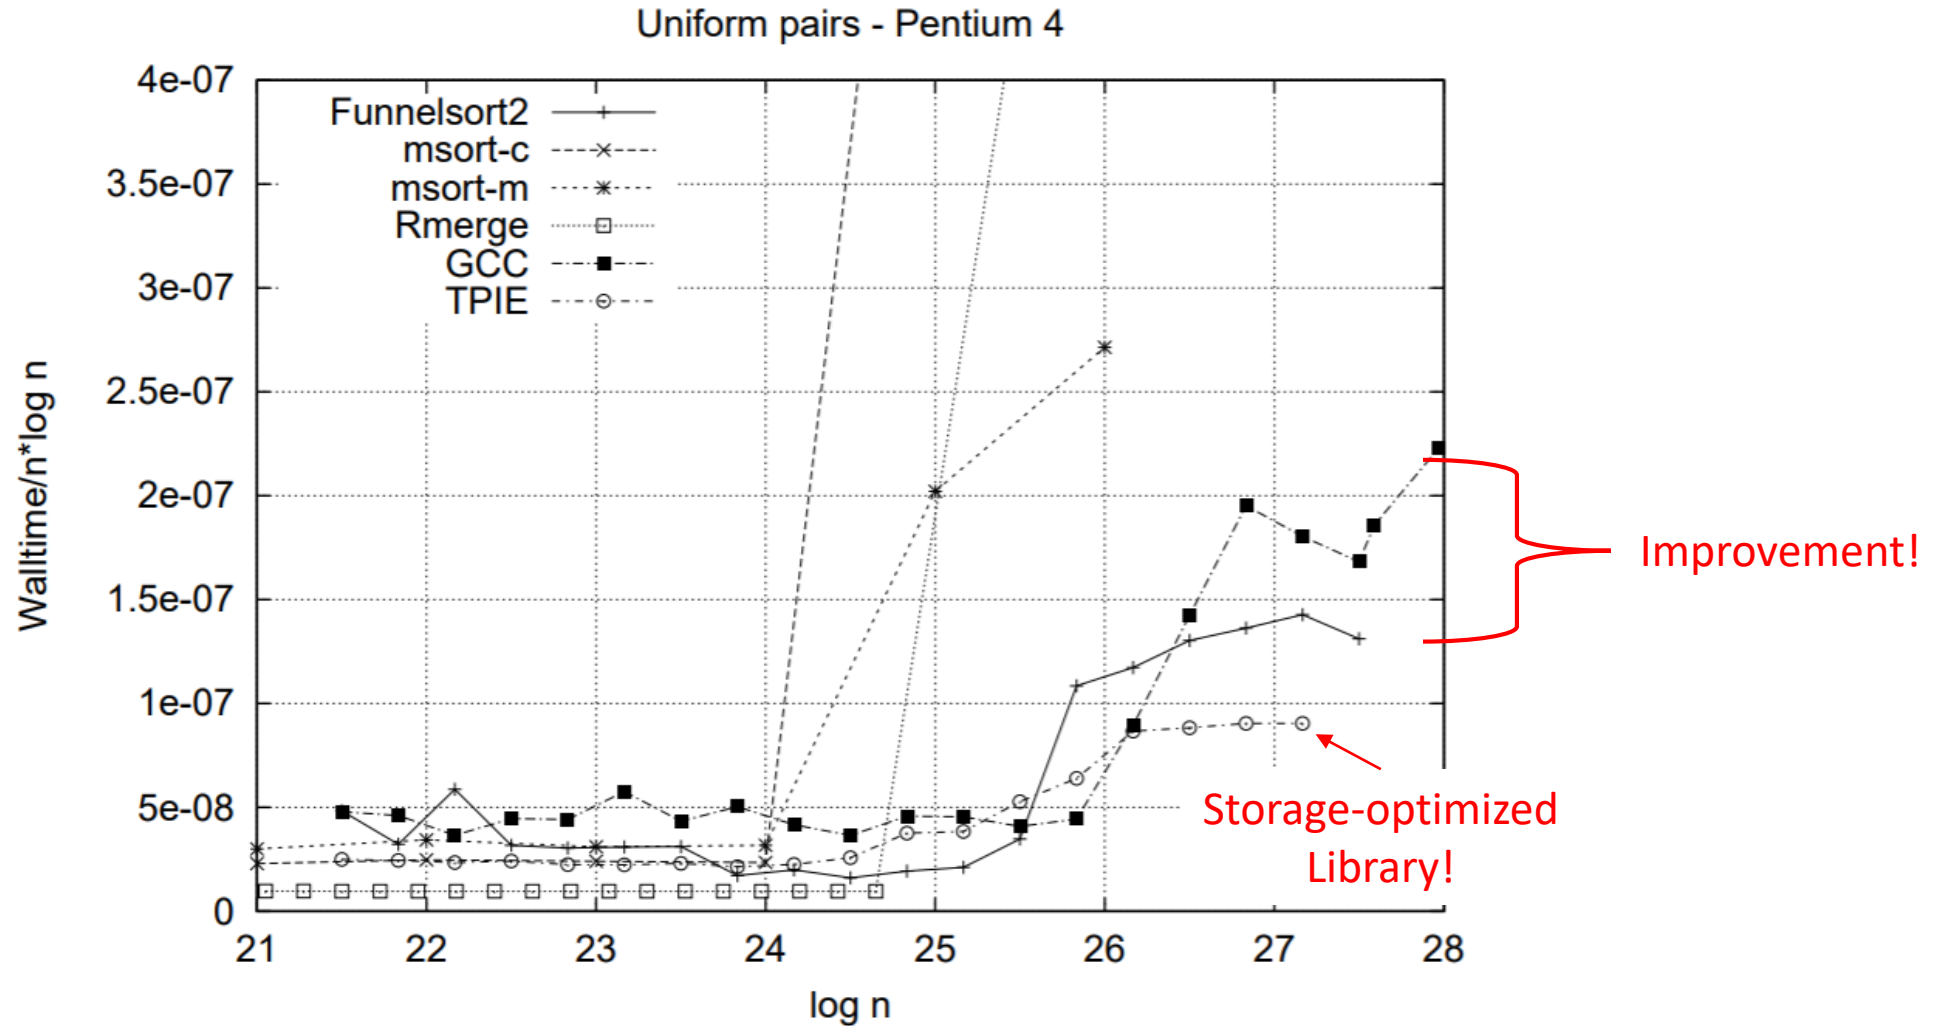 Uniform pairs - Pentium 4
4e-07
3.5e-07
3e-07
2.5e-07
2e-07
1.5e-07
1e-07
5e-08
0
Walltime/n*log n
Funnelsort2
msort-c
msort-m
Rmerge
GCC
TPIE
Improvement!
Storage-optimized
Library!
21 22 23 24 25 26 27 28
log n